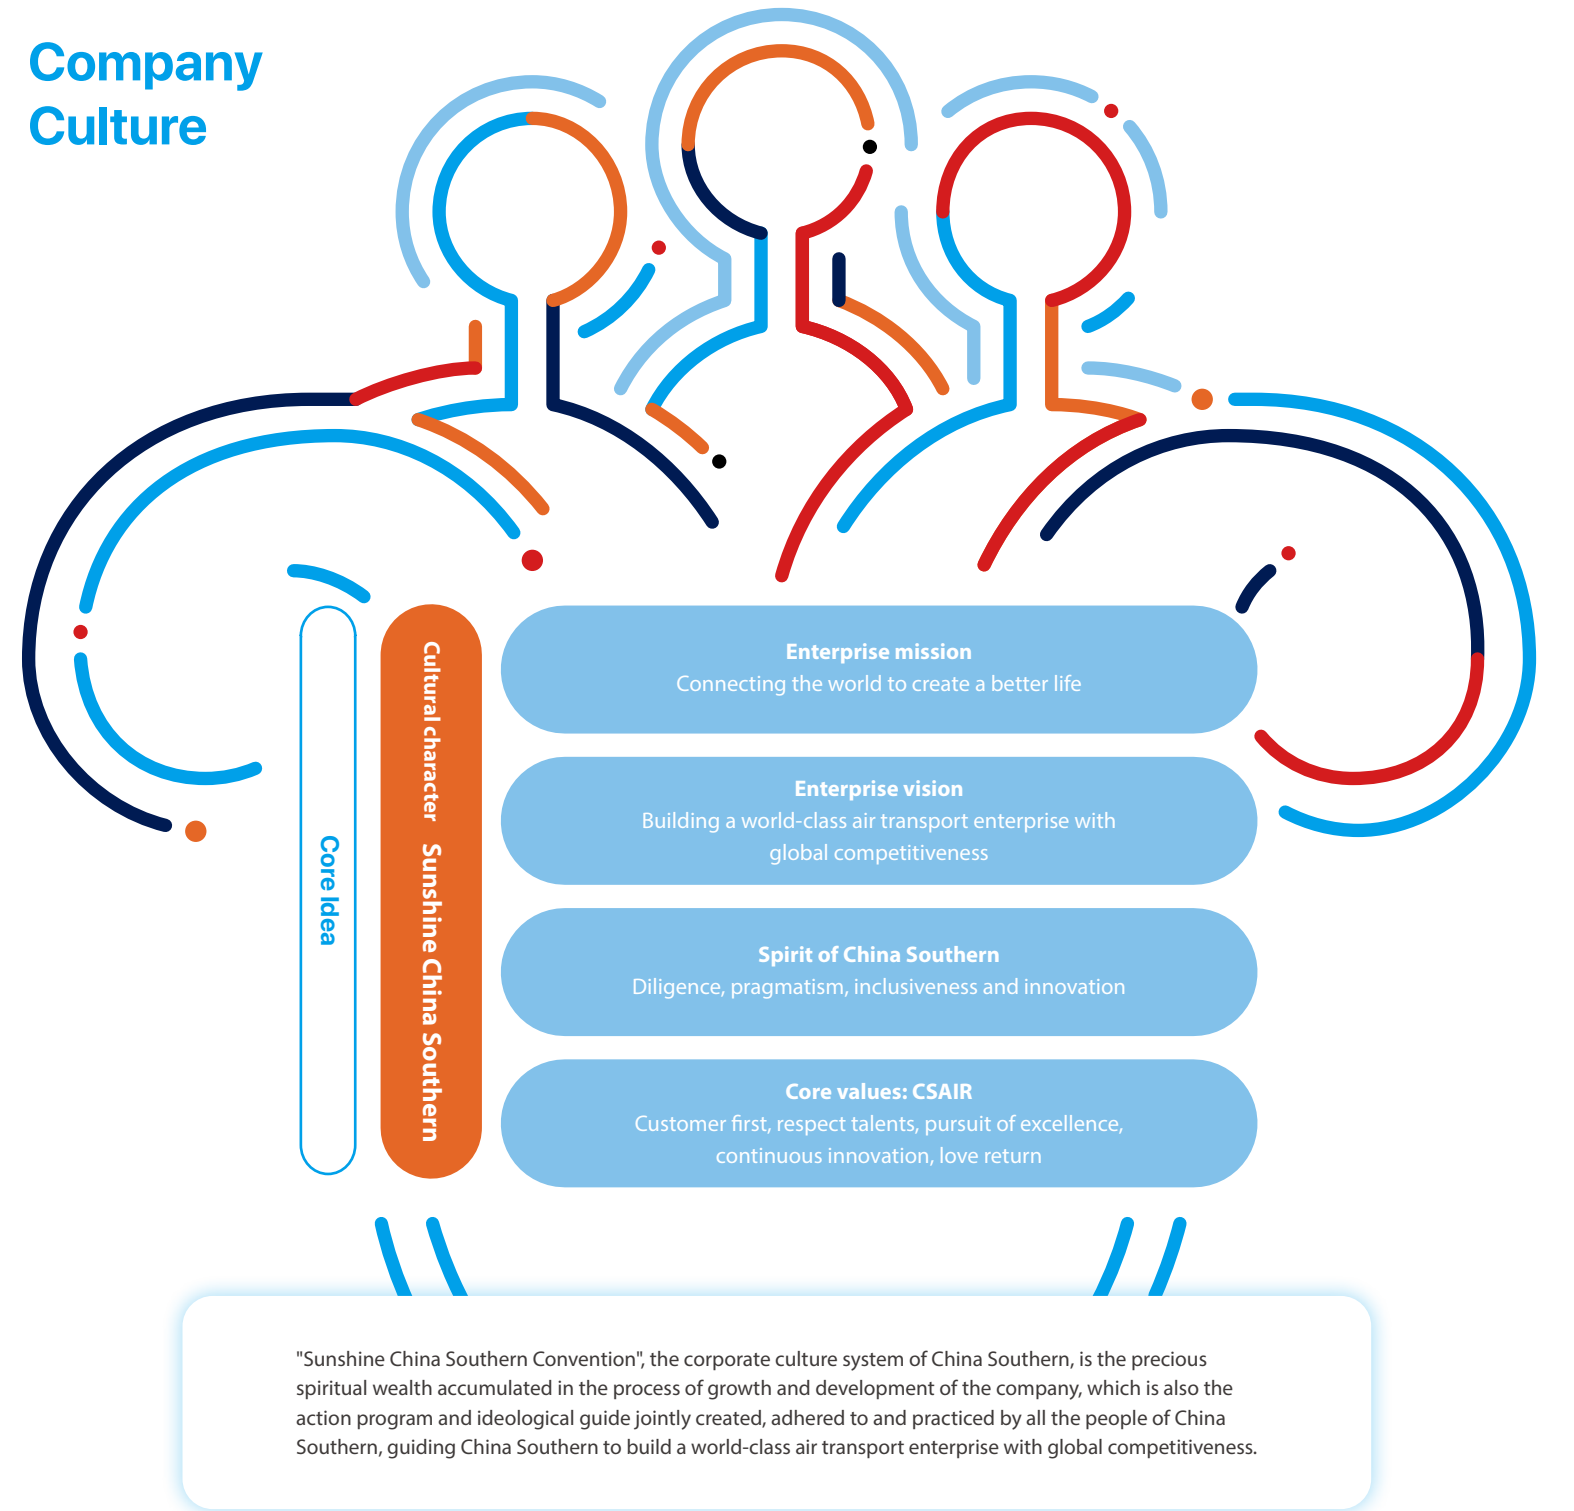 Company
Culture
Core Idea
Cultural character Sunshine China Southern
Enterprise mission
Connecting the world to create a better life
Enterprise vision
Building a world-class air transport enterprise with
global competitiveness
Spirit of China Southern
Diligence, pragmatism, inclusiveness and innovation
Core values: CSAIR
Customer first, respect talents, pursuit of excellence,
continuous innovation, love return
"Sunshine China Southern Convention", the corporate culture system of China Southern, is the precious
spiritual wealth accumulated in the process of growth and development of the company, which is also the
action program and ideological guide jointly created, adhered to and practiced by all the people of China
Southern, guiding China Southern to build a world-class air transport enterprise with global competitiveness.